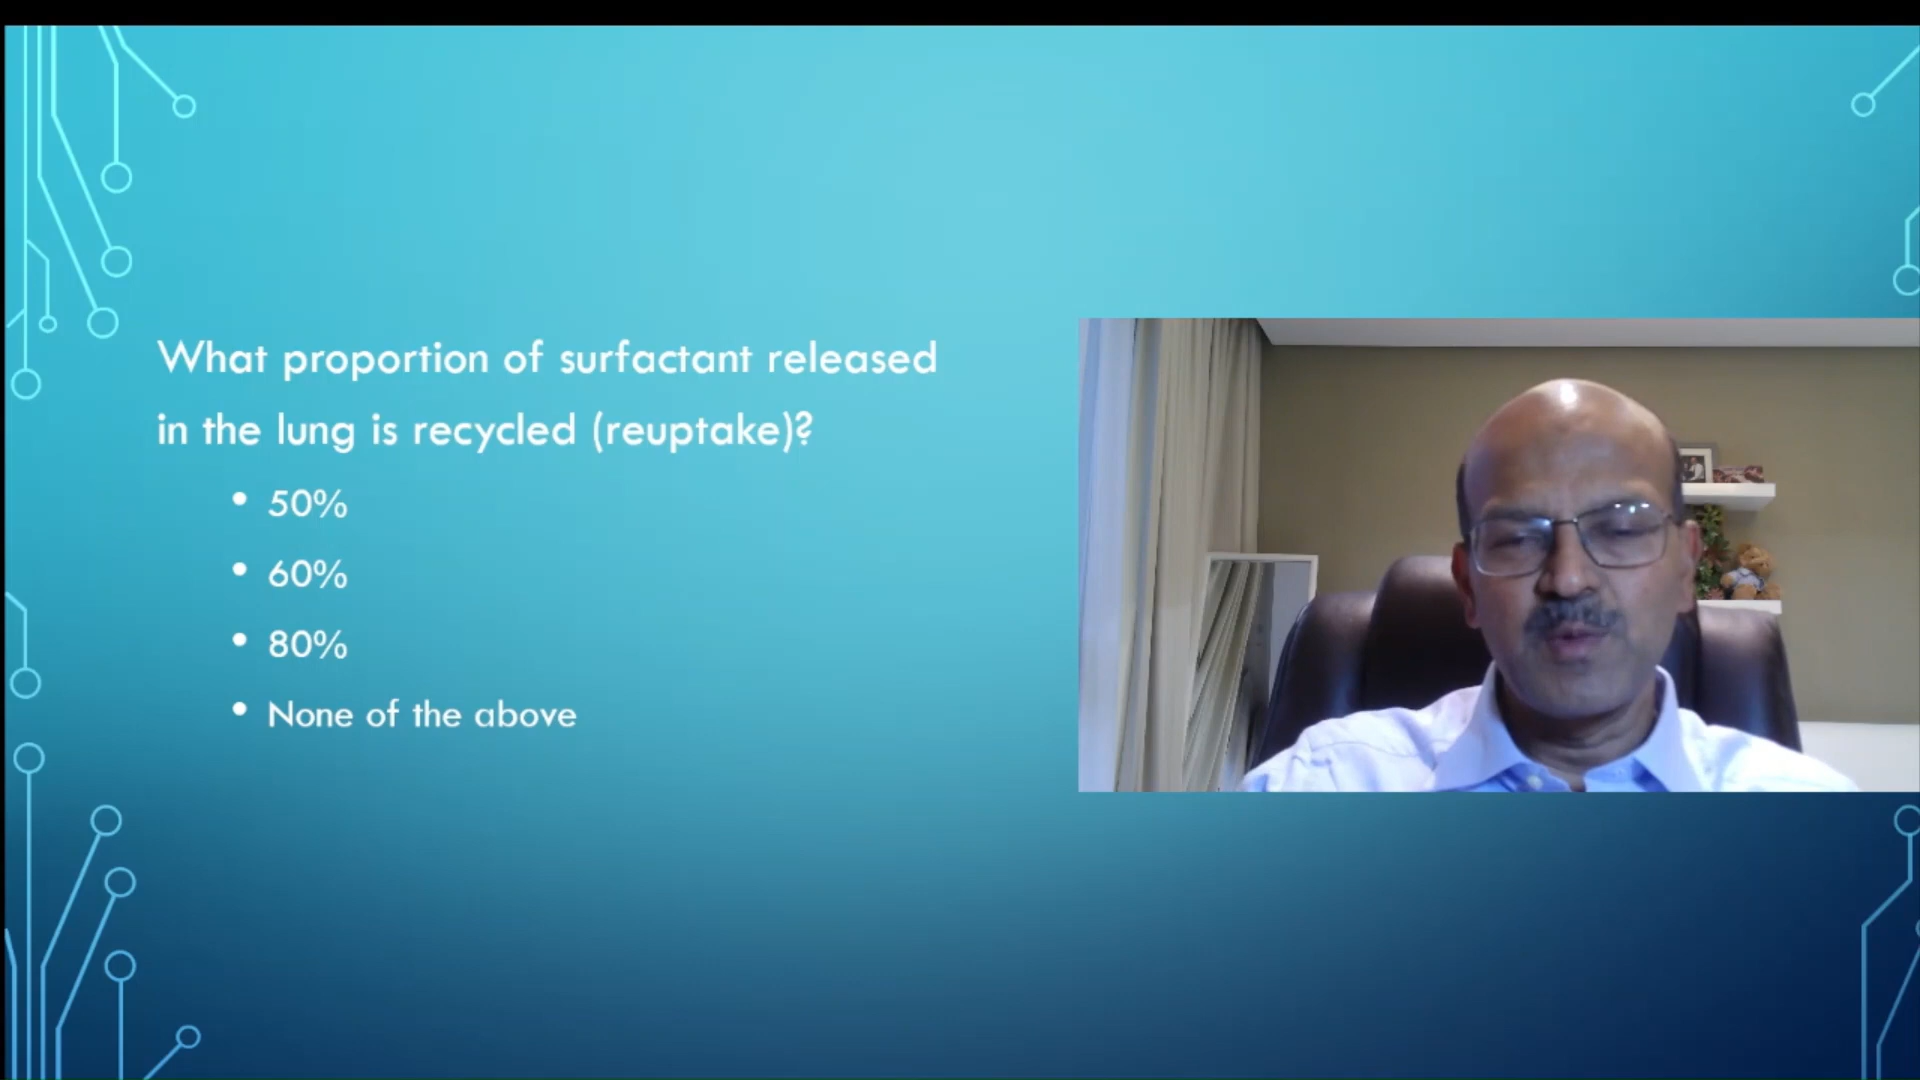 What proportion of surfactant released
in the lung is recycled (reuptake)?
• 50%
• 60%
• 80%
• None of the above